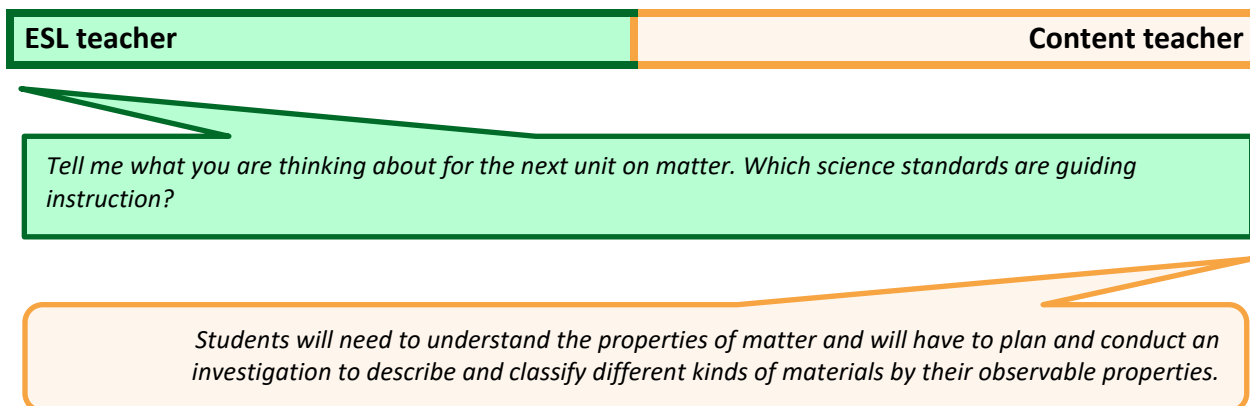 ESL teacher
Content teacher
Tell me what you are thinking about for the next unit on matter. Which science standards are guiding
instruction?
Students will need to understand the properties of matter and will have to plan and conduct an
investigation to describe and classify different kinds of materials by their observable properties.